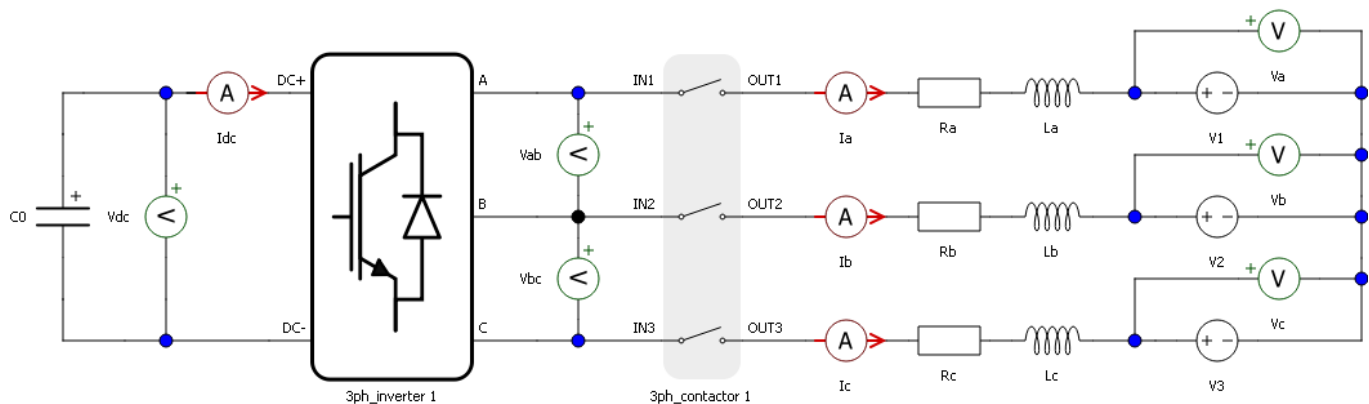 +
V
Va
DC+
A
IN1
OUT1
A
A
+ -
Idc
Ia
Ra
La
V1
+
Vab
V
+
V
Vb
C0
+
Vdc
+
V
B
IN2
OUT2
A
+ -
Ib
Rb
Lb
V2
+
Vbc
V
+
V
Vc
DC-
C
IN3
OUT3
A
+ -
Ic
Rc
Lc
V3
3ph_inverter 1
3ph_contactor 1